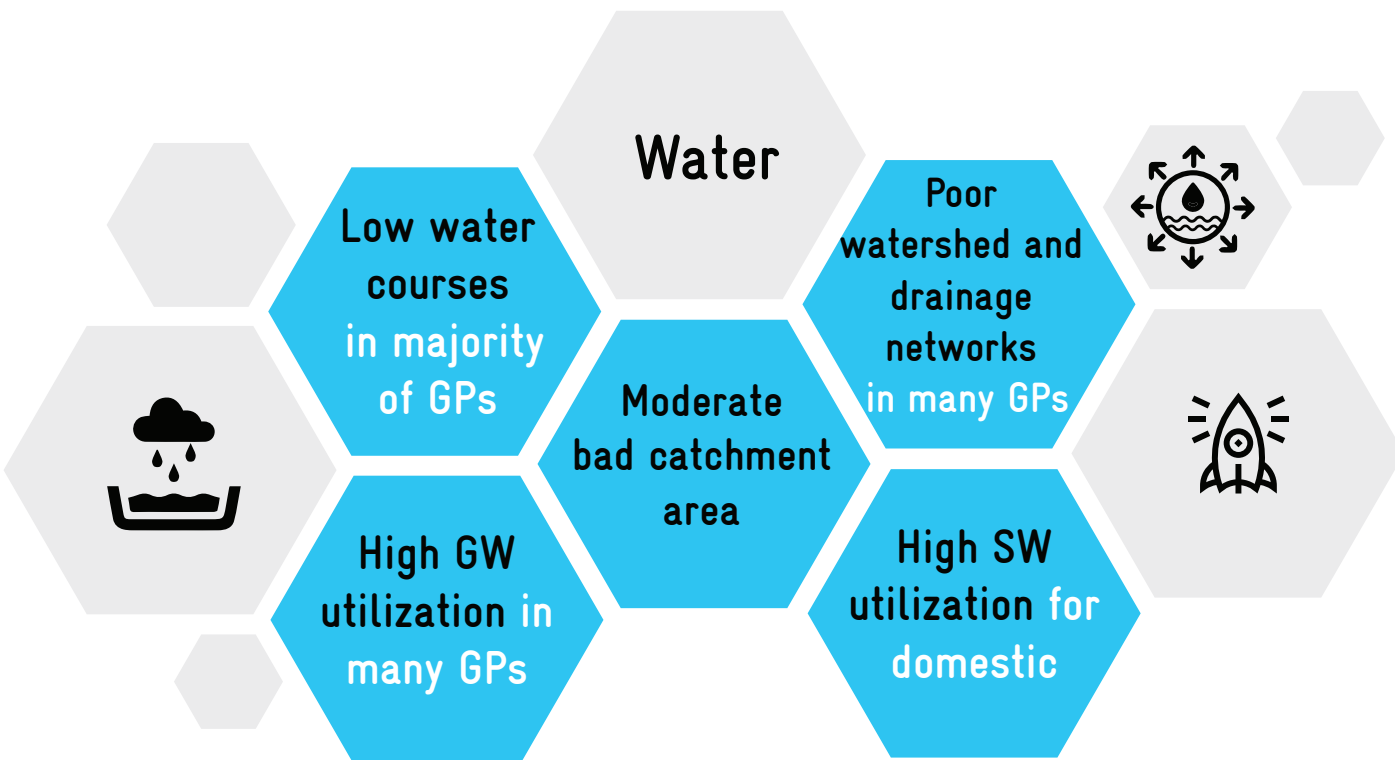 Water
Low water
courses
in majority
of GPs
Poor
watershed and
drainage
networks
in many GPs
Moderate
bad catchment
area
High GW
utilization in
many GPs
High SW
utilization for
domestic